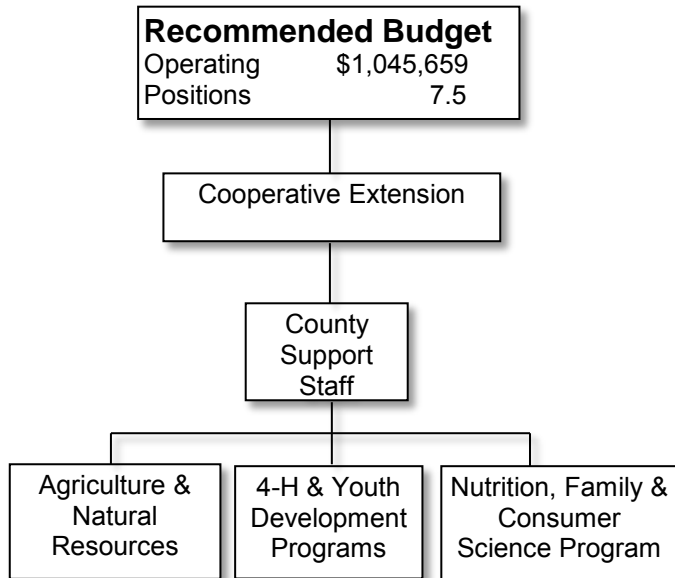 Recommended Budget
Operating $1,045,659
Positions 7.5
Cooperative Extension
County
Support
Staff
Agriculture &
Natural
Resources
4-H & Youth
Development
Programs
Nutrition, Family &
Consumer
Science Program